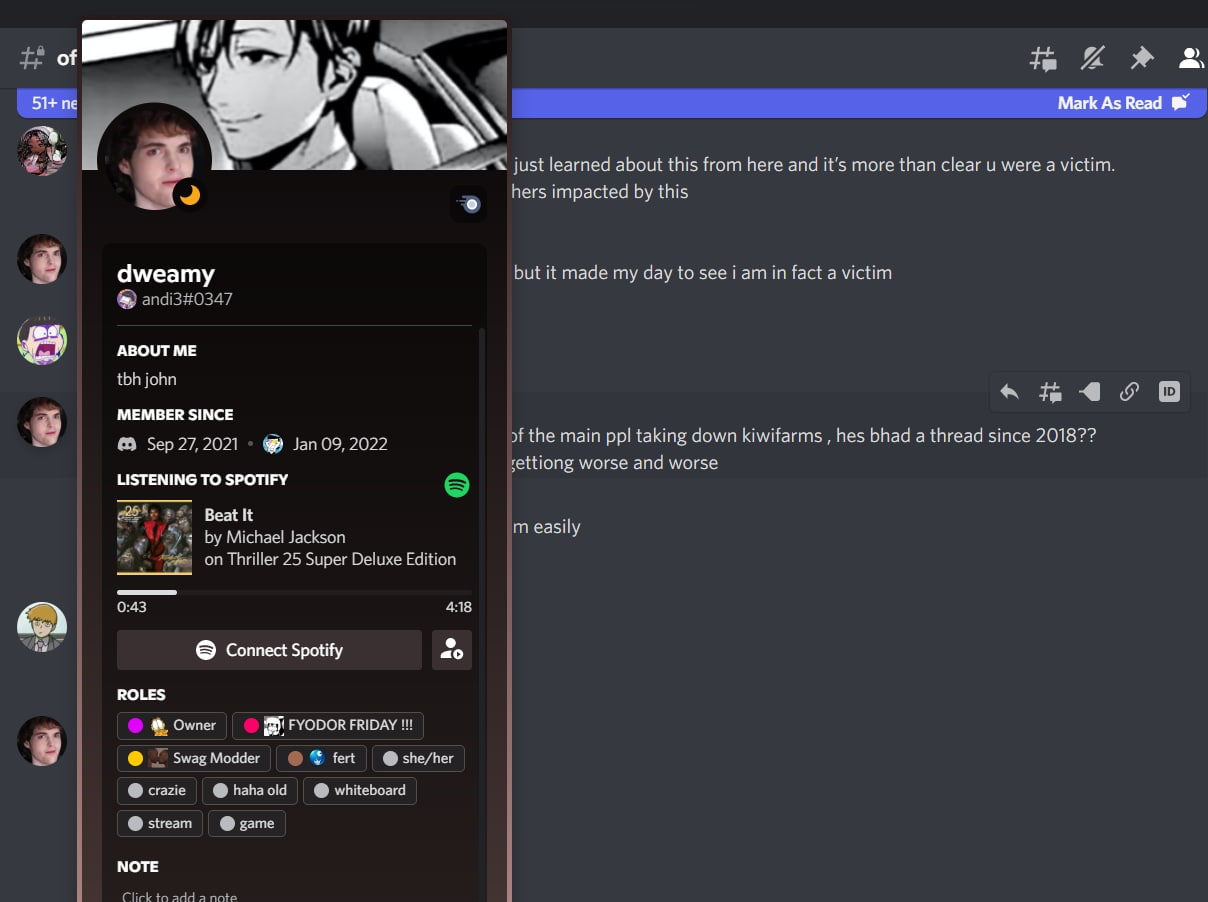 of
51+ ne
Mark As Read
just learned about this from here and it’s more than clear u were a victim.
hers impacted by this
but it made my day to see i am in fact a victim
of the main ppl taking down kiwifarms , hes bhad a thread since 2018??
gettiong worse and worse
m easily
ID
dweamy
andi3#0347
ABOUT ME
tbh john
MEMBER SINCE
Sep 27, 2021 • Jan 09, 2022
LISTENING TO SPOTIFY
25
Beat It
by Michael Jackson
on Thriller 25 Super Deluxe Edition
0:43 4:18
Connect Spotify
ROLES
Owner FYODOR FRIDAY !!!
Swag Modder fert she/her
crazie haha old whiteboard
stream game
NOTE
Click to add a note